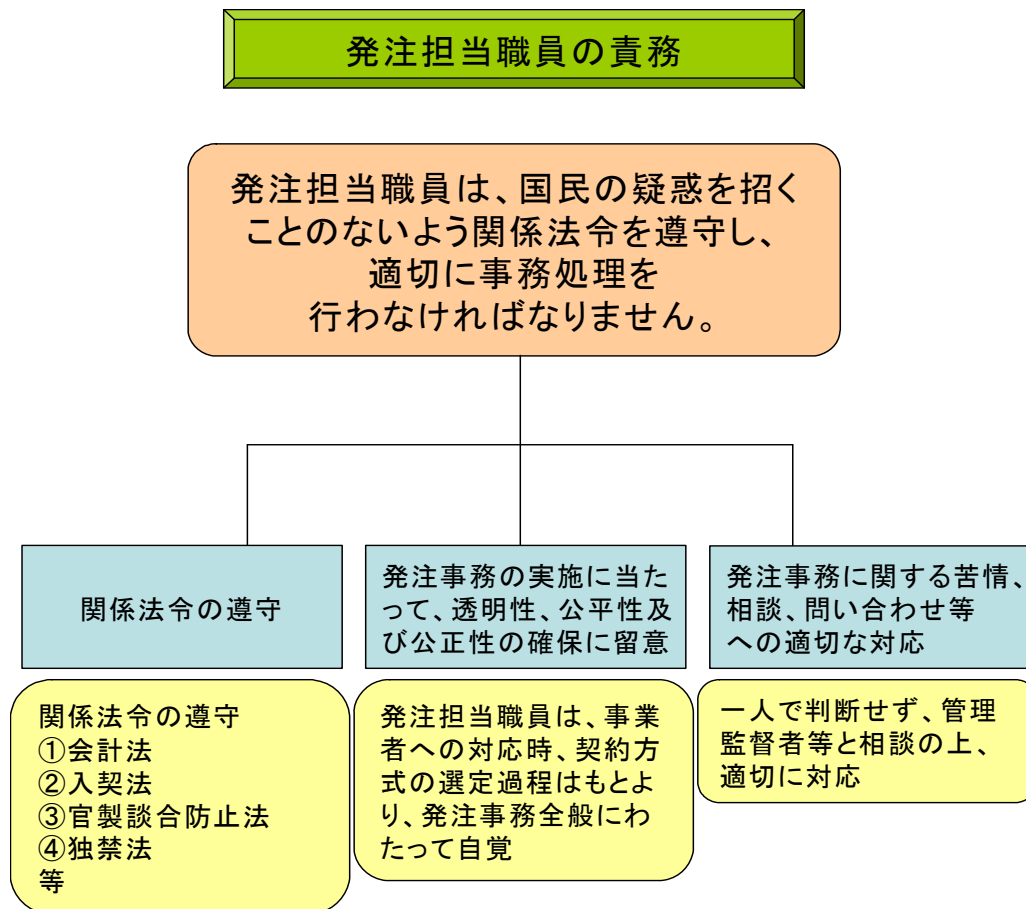 発注担当職員の責務
発注担当職員は、国民の疑惑を招く
ことのないよう関係法令を遵守し、
適切に事務処理を
行わなければなりません。
関係法令の遵守
発注事務の実施に当た
って、透明性、公平性及
び公正性の確保に留意
発注事務に関する苦情、
相談、問い合わせ等
への適切な対応
関係法令の遵守
①会計法
②入契法
③官製談合防止法
④独禁法
等
発注担当職員は、事業
者への対応時、契約方
式の選定過程はもとよ
り、発注事務全般にわ
たって自覚
一人で判断せず、管理
監督者等と相談の上、
適切に対応